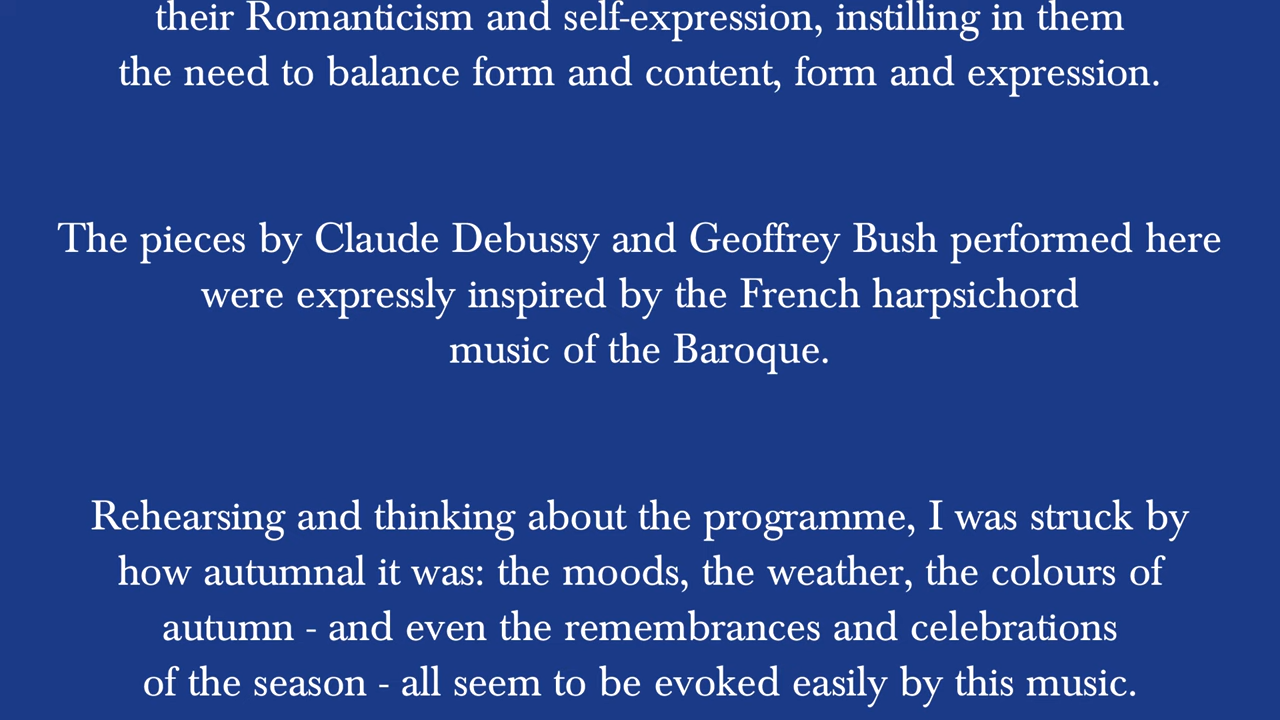 their Romanticism and self-expression, instilling in them
the need to balance form and content, form and expression.
The pieces by Claude Debussy and Geoffrey Bush performed here
were expressly inspired by the French harpsichord
music of the Baroque.
Rehearsing and thinking about the programme, I was struck by
how autumnal it was: the moods, the weather, the colours of
autumn - and even the remembrances and celebrations
of the season - all seem to be evoked easily by this music.